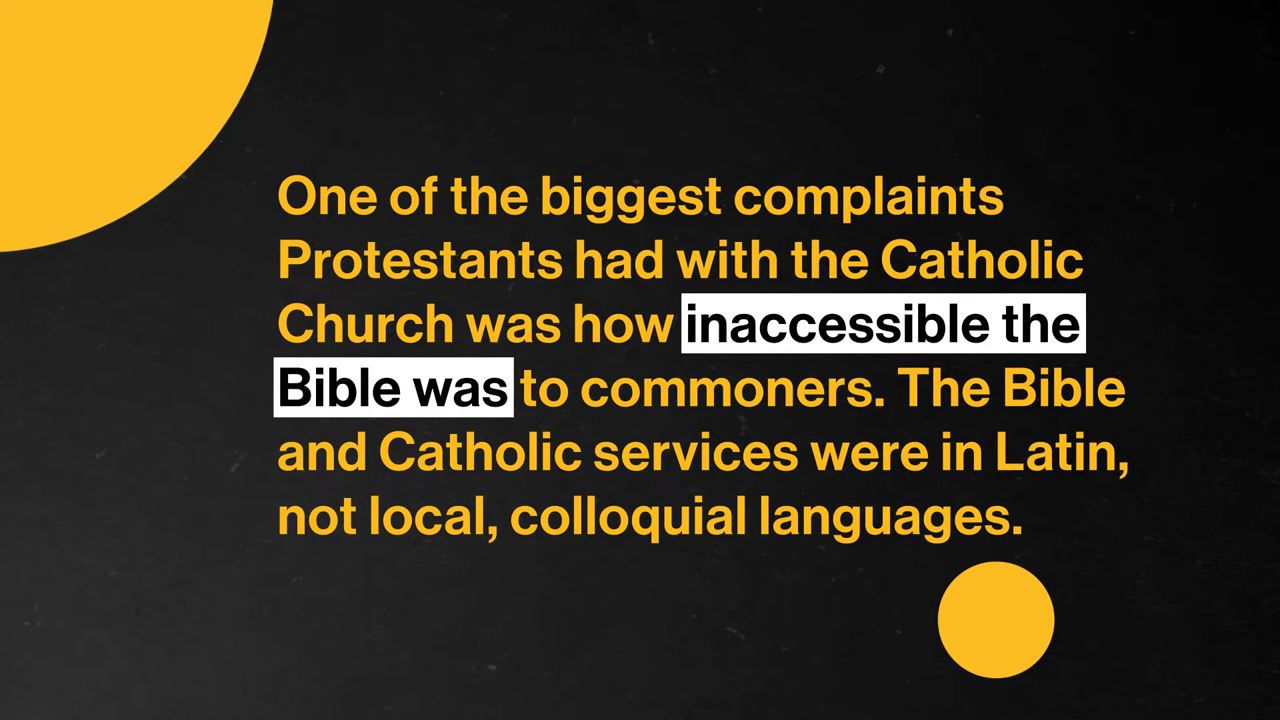 One of the biggest complaints
Protestants had with the Catholic
Church was how inaccessible the
Bible was to commoners. The Bible
and Catholic services were in Latin,
not local, colloquial languages.